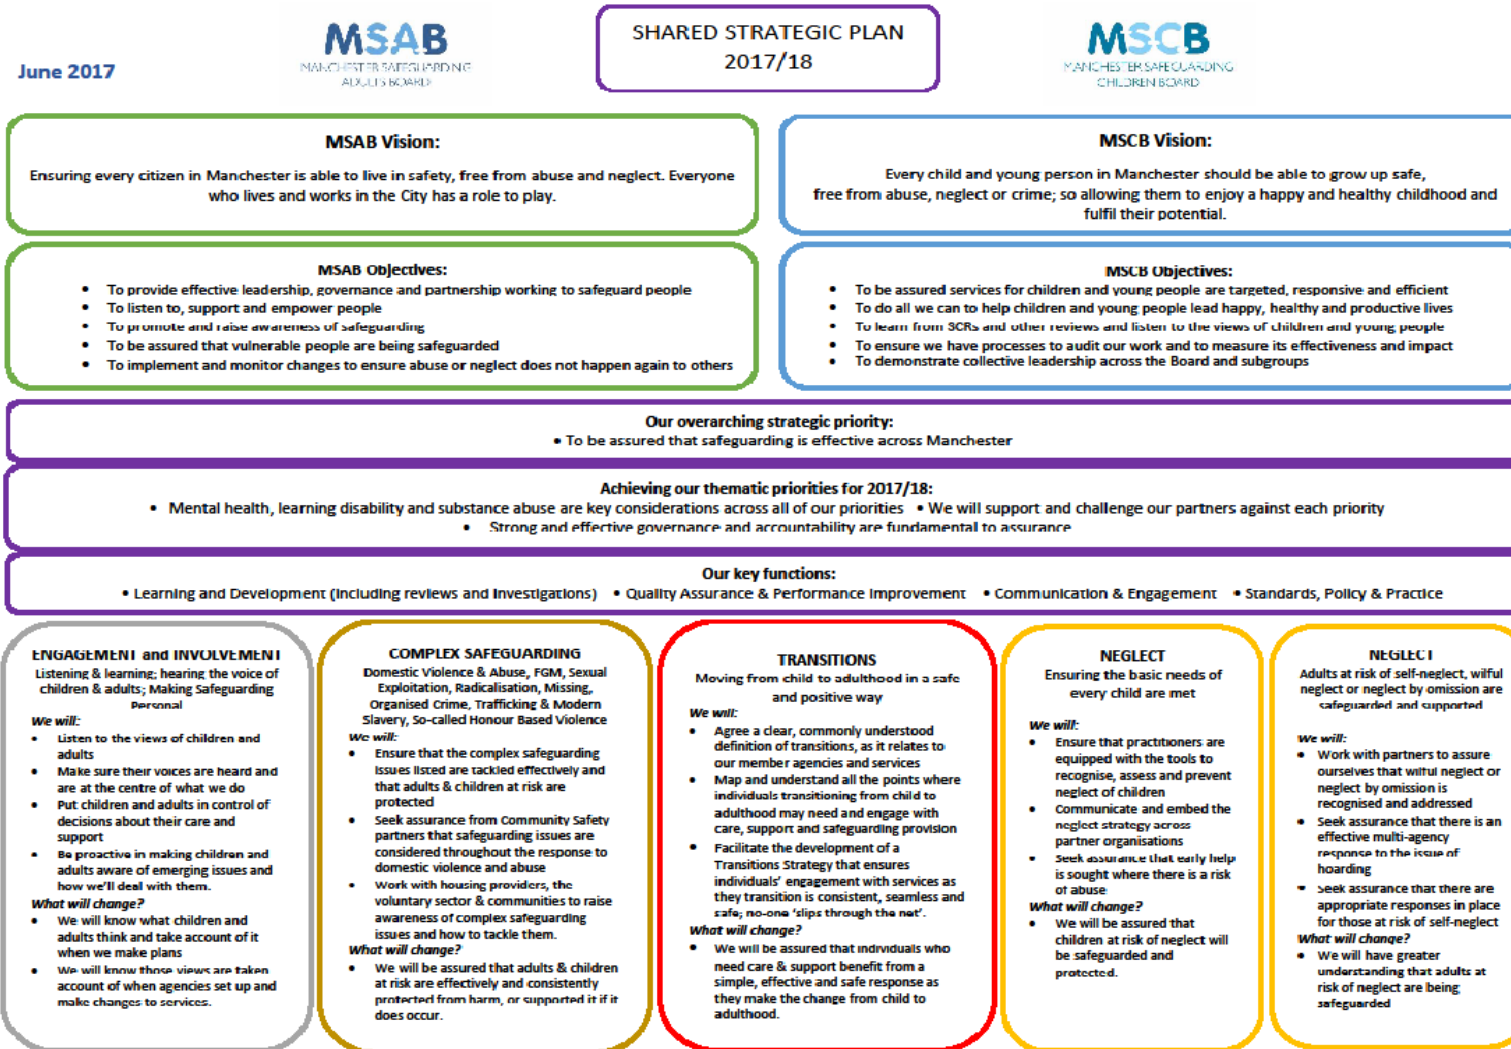 June 2017
MSAB
MANCHESTER SAFEGUARDING
ADULTS BOARD
SHARED STRATEGIC PLAN
2017/18
MSCB
MANCHESTER SAFEGUARDING
CHILDREN BOARD
MSAB Vision:
Ensuring every citizen in Manchester is able to live in safety, free from abuse and neglect. Everyone
who lives and works in the City has a role to play.
MSCB Vision:
Every child and young person in Manchester should be able to grow up safe,
free from abuse, neglect or crime; so allowing them to enjoy a happy and healthy childhood and
fulfil their potential.
MSAB Objectives:
• To provide effective leadership, governance and partnership working to safeguard people
• To listen to, support and empower people
• To promote and raise awareness of safeguarding
• To be assured that vulnerable people are being safeguarded
• To implement and monitor changes to ensure abuse or neglect does not happen again to others
MSCB Objectives:
• To be assured services for children and young people are targeted, responsive and efficient
• To do all we can to help children and young people lead happy, healthy and productive lives
• To learn from SCRs and other reviews and listen to the views of children and young people
• To ensure we have processes to audit our work and to measure its effectiveness and impact
• To demonstrate collective leadership across the Board and subgroups
Our overarching strategic priority:
• To be assured that safeguarding is effective across Manchester
Achieving our thematic priorities for 2017/18:
• Mental health, learning disability and substance abuse are key considerations across all of our priorities • We will support and challenge our partners against each priority
• Strong and effective governance and accountability are fundamental to assurance
Our key functions:
• Learning and Development (including reviews and Investigations) • Quality Assurance & Performance Improvement • Communication & Engagement • Standards, Policy & Practice
ENGAGEMENT and INVOLVEMENT
Listening & learning; hearing the voice of
children & adults; Making Safeguarding
Personal
We will:
• Listen to the views of children and
adults
• Make sure their voices are heard and
are at the centre of what we do
• Put children and adults in control of
decisions about their care and
support
• Be proactive in making children and
adults aware of emerging issues and
how we'll deal with them.
What will change?
• We will know what children and
adults think and take account of it
when we make plans
• We will know those views are taken
account of when agencies set up and
make changes to services.
COMPLEX SAFEGUARDING
Domestic Violence & Abuse, FGM, Sexual
Exploitation, Radicalisation, Missing,
Organised Crime, Trafficking & Modern
Slavery, So-called Honour Based Violence
We will:
• Ensure that the complex safeguarding
issues listed are tackled effectively and
that adults & children at risk are
protected
• Seek assurance from Community Safety
partners that safeguarding issues are
considered throughout the response to
domestic violence and abuse
• Work with housing providers, the
voluntary sector & communities to raise
awareness of complex safeguarding
issues and how to tackle them.
What will change?
• We will be assured that adults & children
at risk are effectively and consistently
protected from harm, or supported it if it
does occur.
TRANSITIONS
Moving from child to adulthood in a safe
and positive way
We will:
• Agree a clear, commonly understood
definition of transitions, as it relates to
our member agencies and services
• Map and understand all the points where
individuals transitioning from child to
adulthood may need and engage with
care, support and safeguarding provision
• Facilitate the development of a
Transitions Strategy that ensures
individuals' engagement with services as
they transition is consistent, seamless and
safe; no-one 'slips through the net'.
What will change?
• We will be assured that individuals who
need care & support benefit from a
simple, effective and safe response as
they make the change from child to
adulthood.
NEGLECT
Ensuring the basic needs of
every child are met
We will:
• Ensure that practitioners are
equipped with the tools to
recognise, assess and prevent
neglect of children
• Communicate and embed the
neglect strategy across
partner organisations
• Seek assurance that early help
is sought where there is a risk
of abuse
What will change?
• We will be assured that
children at risk of neglect will
be safeguarded and
protected.
NEGLECT
Adults at risk of self-neglect, wilful
neglect or neglect by omission are
safeguarded and supported
We will:
• Work with partners to assure
ourselves that wilful neglect or
neglect by omission is
recognised and addressed
• Seek assurance that there is an
effective multi-agency
response to the issue of
hoarding
• Seek assurance that there are
appropriate responses in place
for those at risk of self-neglect
What will change?
• We will have greater
understanding that adults at
risk of neglect are being
safeguarded